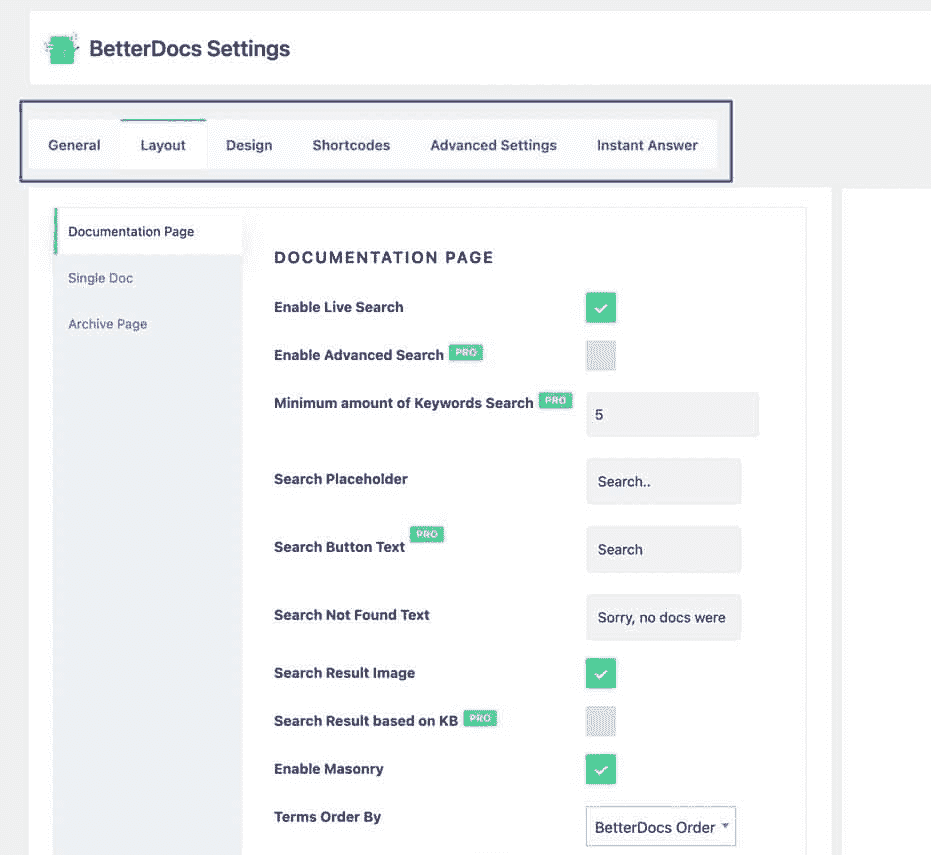 BetterDocs Settings
General Layout Design Shortcodes Advanced Settings Instant Answer
Documentation Page
Single Doc
Archive Page
DOCUMENTATION PAGE
Enable Live Search
Enable Advanced Search PRO
Minimum amount of Keywords Search PRO
5
Search Placeholder
Search..
Search Button Text PRO
Search
Search Not Found Text
Sorry, no docs were
Search Result Image
Search Result based on KB PRO
Enable Masonry
Terms Order By
BetterDocs Order